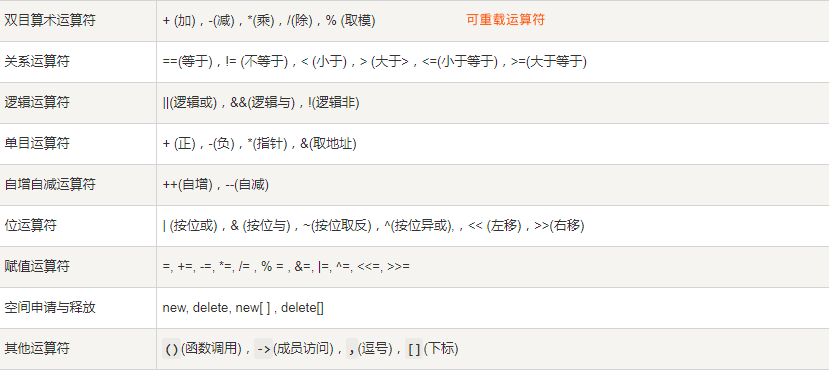 双目算术运算符 + (加)，-(减)，*(乘)，/(除)，% (取模) 可重载运算符
关系运算符 ==(等于)，!= (不等于)，< (小于)，> (大于>，<=(小于等于)，>=(大于等于)
逻辑运算符 ||(逻辑或)，&&(逻辑与)，!(逻辑非)
单目运算符 + (正)，-(负)，*(指针)，&(取地址)
自增自减运算符 ++(自增)，--(自减)
位运算符 | (按位或)，& (按位与)，~(按位取反)，^(按位异或),，<< (左移)，>>(右移)
赋值运算符 =, +=, -=, *=, /= , % = , &=, |=, ^=, <<=, >>=
空间申请与释放 new, delete, new[ ] , delete[]
其他运算符 ()(函数调用)，->(成员访问)，,(逗号)，[](下标)